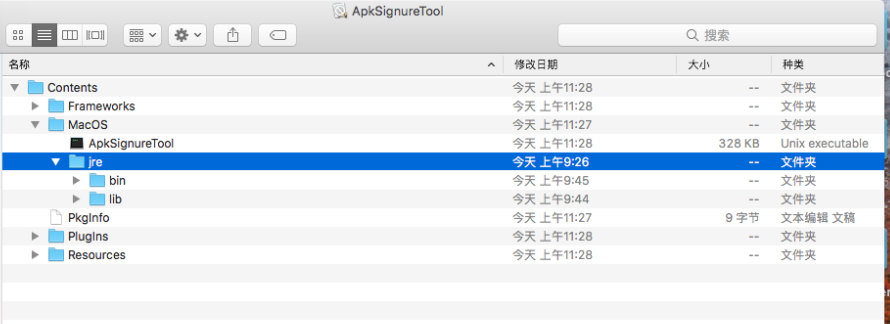 ApkSignureTool
搜索
名称 修改日期 大小 种类
Contents 今天 上午11:28 -- 文件夹
Frameworks 今天 上午11:28 -- 文件夹
MacOS 今天 上午11:27 -- 文件夹
ApkSignureTool 今天 上午11:28 328 KB Unix executable
jre 今天 上午9:26 -- 文件夹
bin 今天 上午9:45 -- 文件夹
lib 今天 上午9:44 -- 文件夹
PkgInfo 今天 上午11:27 9 字节 文本编辑 文稿
PlugIns 今天 上午11:28 -- 文件夹
Resources 今天 上午11:28 -- 文件夹